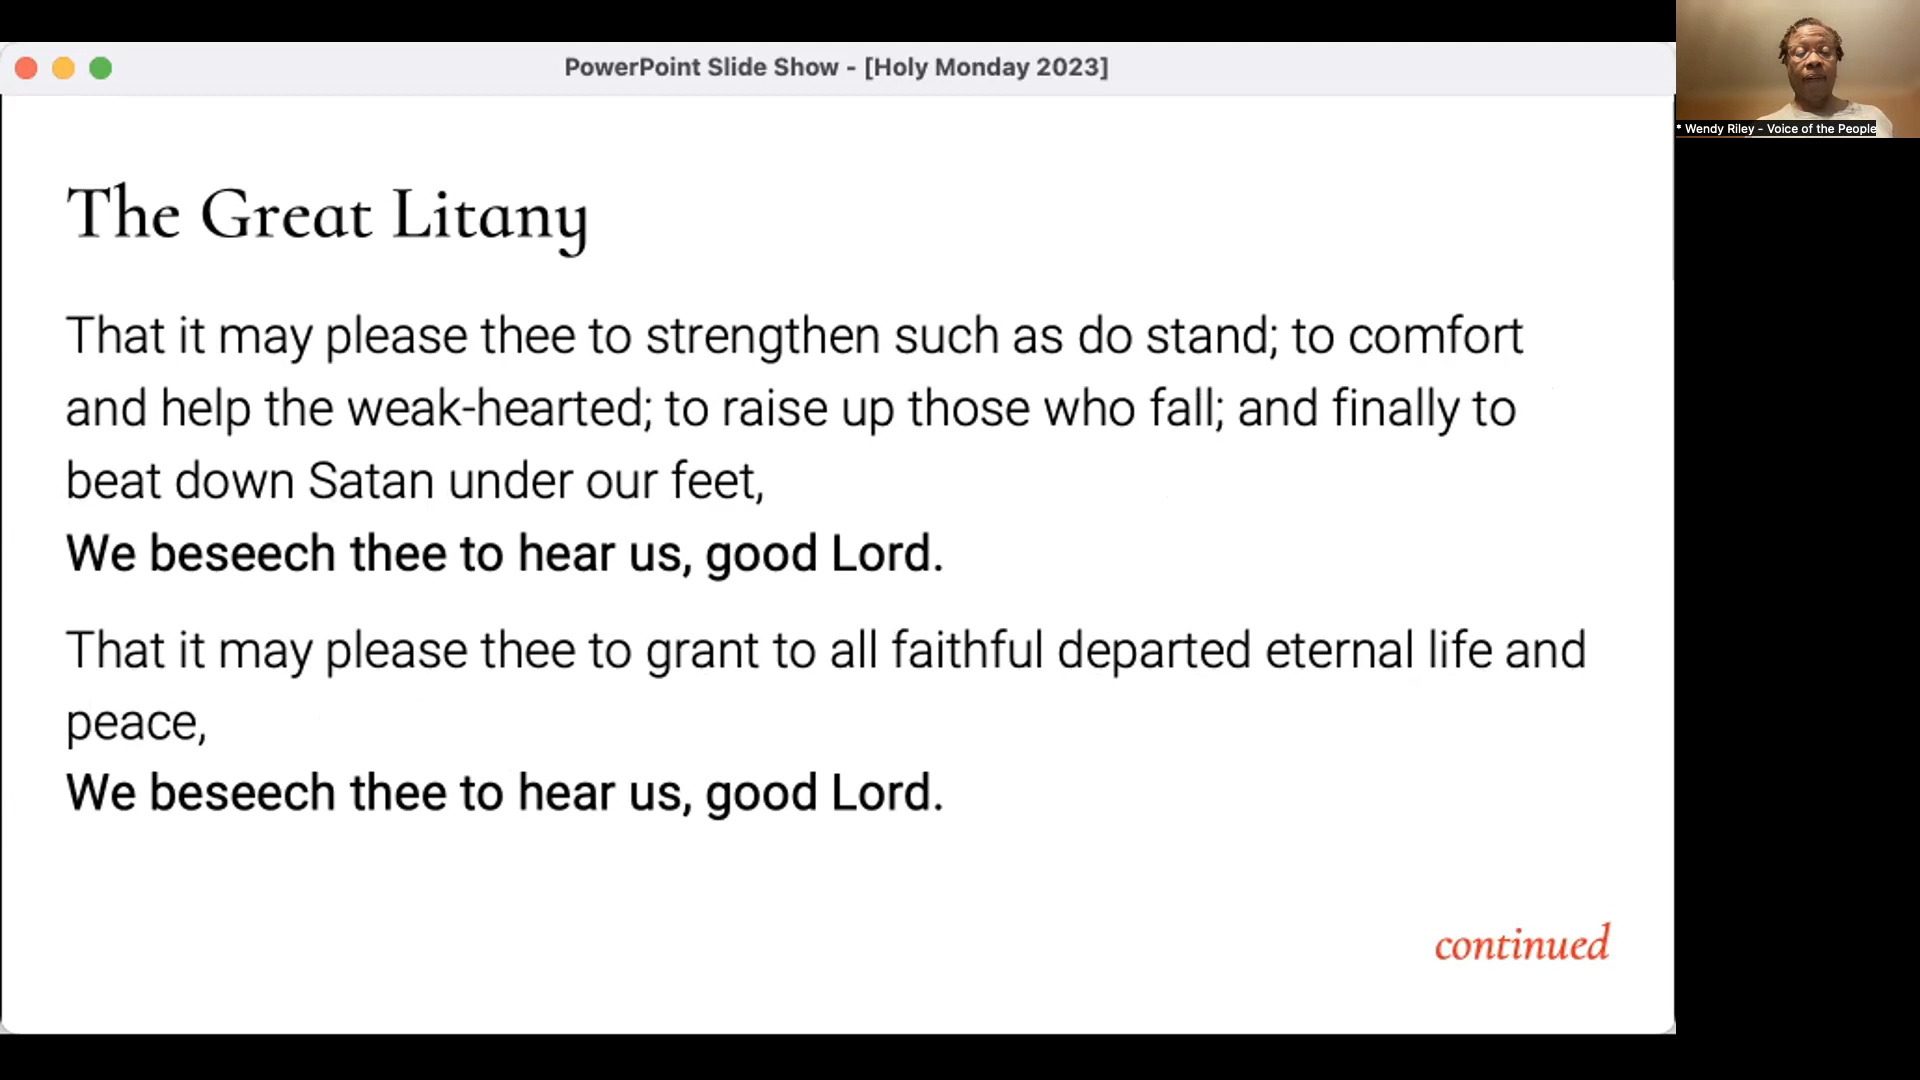 PowerPoint Slide Show - [Holy Monday 2023]
* Wendy Riley - Voice of the People
The Great Litany
That it may please thee to strengthen such as do stand; to comfort
and help the weak-hearted; to raise up those who fall; and finally to
beat down Satan under our feet,
We beseech thee to hear us, good Lord.
That it may please thee to grant to all faithful departed eternal life and
peace,
We beseech thee to hear us, good Lord.
continued